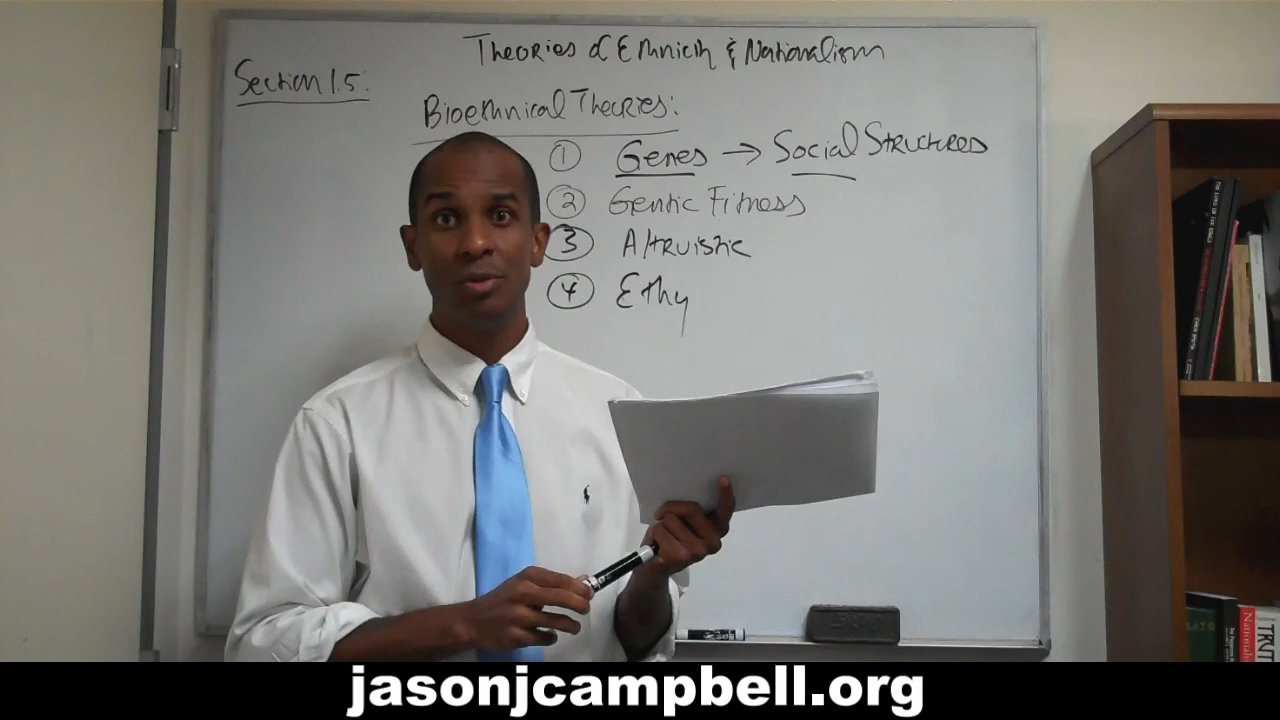 Theories of Ethnicity & Nationalism
Section 1.5:
Bioethnical Theories:
① Genes → Social Structures
② Gentic Fitness
③ Altruistic
④ Ethy
jasonjcampbell.org